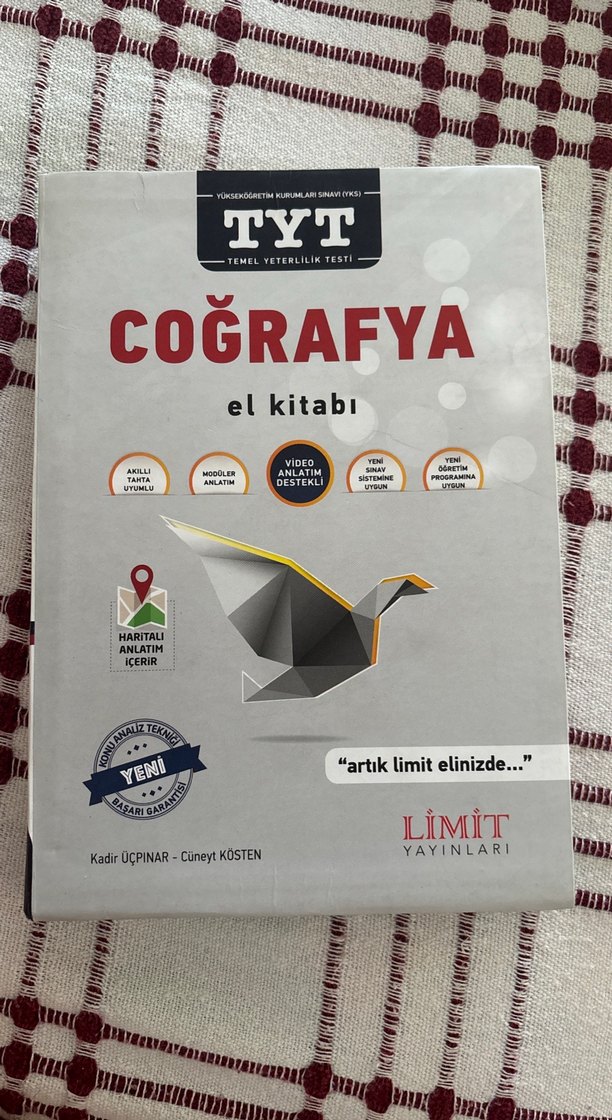 YÜKSEKÖĞRETİM KURUMLARI SINAVI (YKS)
TYT
TEMEL YETERLİLİK TESTİ
COĞRAFYA
el kitabı
AKILLI
TAHTA
UYUMLU
MODÜLER
ANLATIM
VİDEO
ANLATIM
DESTEKLİ
YENİ
SINAV
SİSTEMİNE
UYGUN
YENİ
ÖĞRETİM
PROGRAMINA
UYGUN
HARİTALI
ANLATIM
İÇERİR
KONU ANALİZ TEKNİĞİ
YENİ
BAŞARI GARANTİSİ
“artık limit elinizde...”
LİMİT
YAYINLARI
Kadir ÜÇPINAR - Cüneyt KÖSTEN